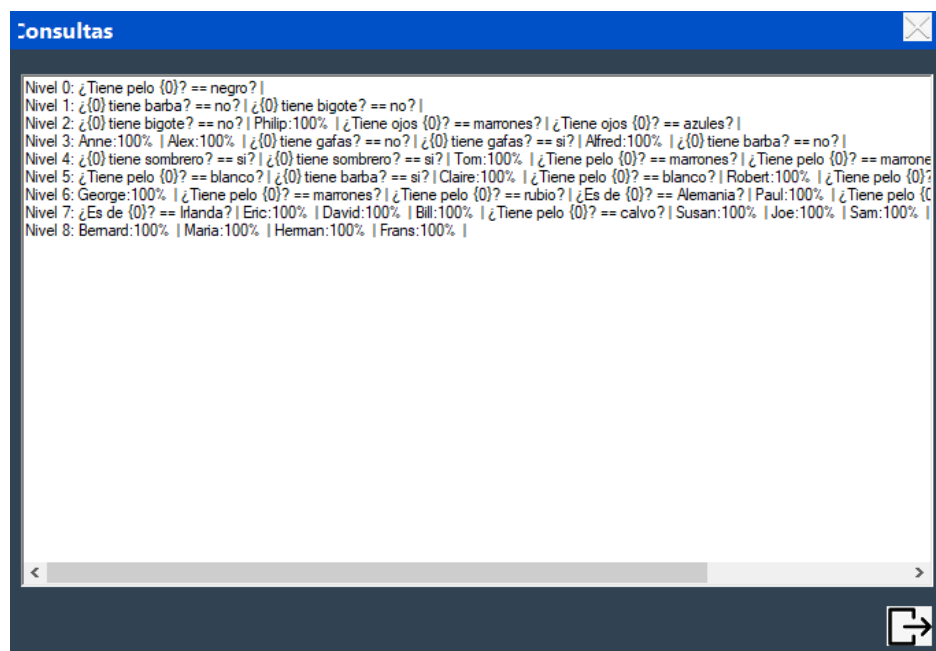 Consultas
Nivel 0: ¿Tiene pelo {0}? == negro? |
Nivel 1: ¿{0} tiene barba? == no? | ¿{0} tiene bigote? == no? |
Nivel 2: ¿{0} tiene bigote? == no? | Philip:100% | ¿Tiene ojos {0}? == marrones? | ¿Tiene ojos {0}? == azules? |
Nivel 3: Anne:100% | Alex:100% | ¿{0} tiene gafas? == no? | ¿{0} tiene gafas? == si? | Alfred:100% | ¿{0} tiene barba? == no? |
Nivel 4: ¿{0} tiene sombrero? == si? | ¿{0} tiene sombrero? == si? | Tom:100% | ¿Tiene pelo {0}? == marrones? | ¿Tiene pelo {0}? == marrone
Nivel 5: ¿Tiene pelo {0}? == blanco? | ¿{0} tiene barba? == si? | Claire:100% | ¿Tiene pelo {0}? == blanco? | Robert:100% | ¿Tiene pelo {0}?
Nivel 6: George:100% | ¿Tiene pelo {0}? == marrones? | ¿Tiene pelo {0}? == rubio? | ¿Es de {0}? == Alemania? | Paul:100% | ¿Tiene pelo {0
Nivel 7: ¿Es de {0}? == Irlanda? | Eric:100% | David:100% | Bill:100% | ¿Tiene pelo {0}? == calvo? | Susan:100% | Joe:100% | Sam:100% |
Nivel 8: Bernard:100% | Maria:100% | Herman:100% | Frans:100% |